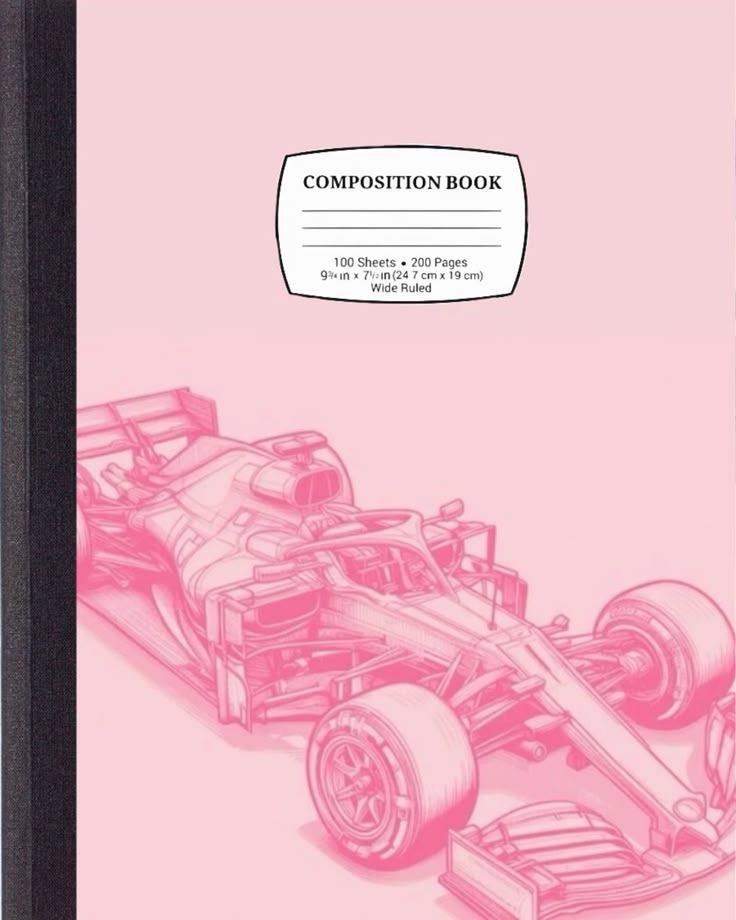 COMPOSITION BOOK
100 Sheets • 200 Pages
9³/⁴ in x 7¹/² in (24 7 cm x 19 cm)
Wide Ruled